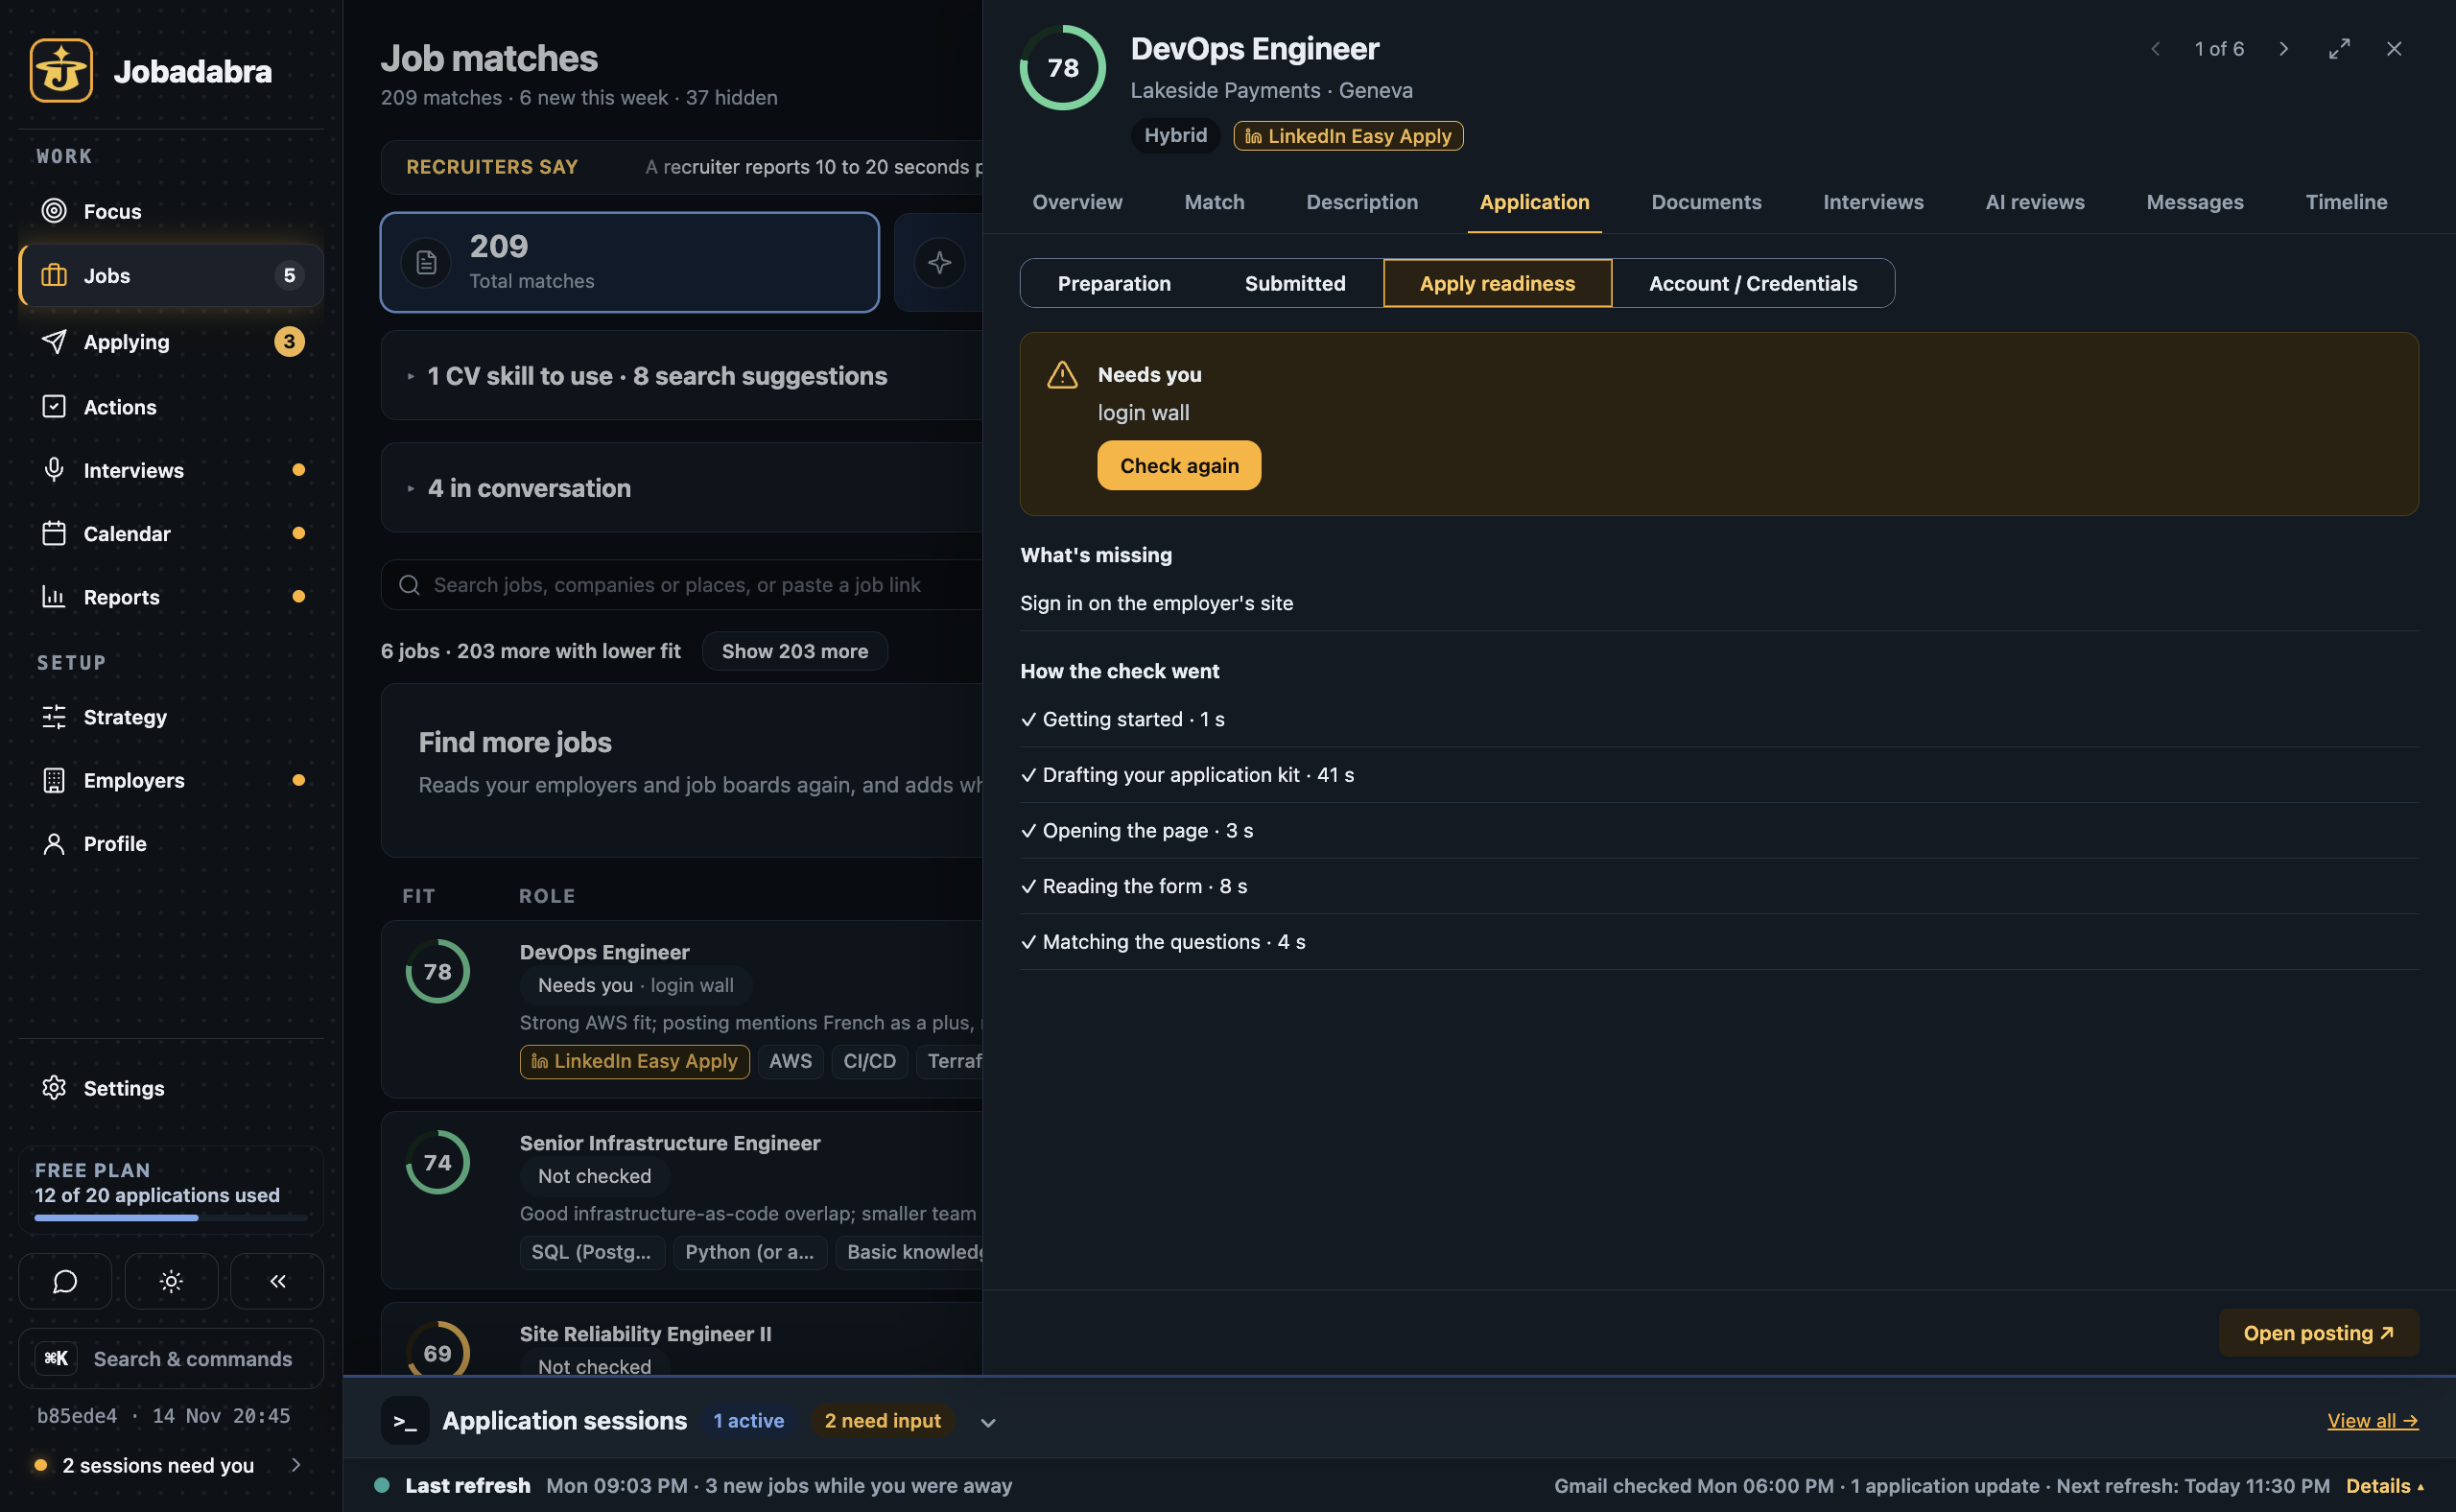 Jobadabra
WORK
Focus
Jobs 5
Applying 3
Actions
Interviews
Calendar
Reports
SETUP
Strategy
Employers
Profile
Settings
FREE PLAN
12 of 20 applications used
⌘K Search & commands
b85ede4 · 14 Nov 20:45
2 sessions need you
Job matches
209 matches · 6 new this week · 37 hidden
RECRUITERS SAY A recruiter reports 10 to 20 seconds
209
Total matches
1 CV skill to use · 8 search suggestions
4 in conversation
Search jobs, companies or places, or paste a job link
6 jobs · 203 more with lower fit Show 203 more
Find more jobs
Reads your employers and job boards again, and adds
FIT ROLE
78 DevOps Engineer
Needs you · login wall
Strong AWS fit; posting mentions French as a plus,
LinkedIn Easy Apply AWS CI/CD Terraf
74 Senior Infrastructure Engineer
Not checked
Good infrastructure-as-code overlap; smaller team
SQL (Postg... Python (or a... Basic knowled
69 Site Reliability Engineer II
Not checked
78 DevOps Engineer 1 of 6
Lakeside Payments · Geneva
Hybrid LinkedIn Easy Apply
Overview Match Description Application Documents Interviews AI reviews Messages Timeline
Preparation Submitted Apply readiness Account / Credentials
Needs you
login wall
Check again
What's missing
Sign in on the employer's site
How the check went
✓ Getting started · 1 s
✓ Drafting your application kit · 41 s
✓ Opening the page · 3 s
✓ Reading the form · 8 s
✓ Matching the questions · 4 s
Open posting ↗
>_ Application sessions 1 active 2 need input View all →
Last refresh Mon 09:03 PM · 3 new jobs while you were away Gmail checked Mon 06:00 PM · 1 application update · Next refresh: Today 11:30 PM Details